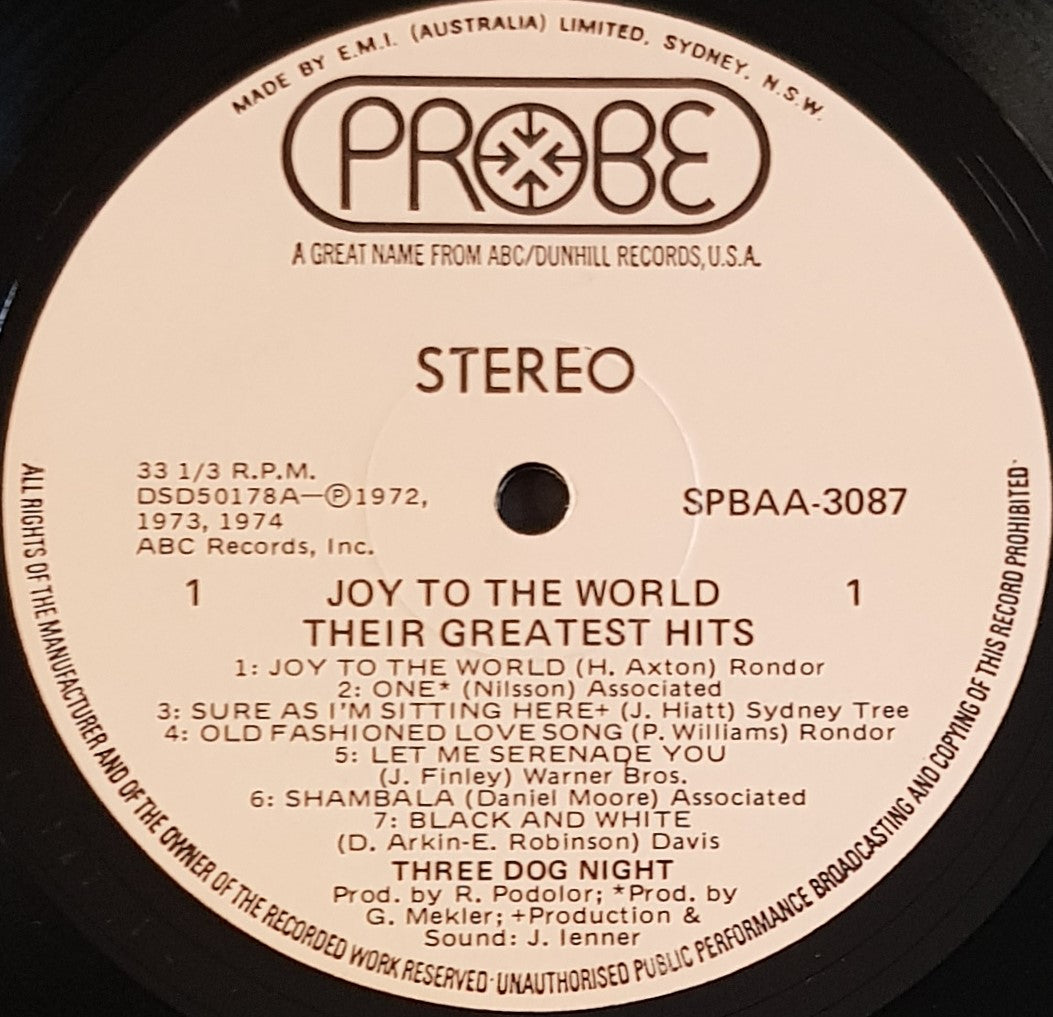 MADE BY E.M.I. (AUSTRALIA) LIMITED, SYDNEY, N.S.W.
PROBE
A GREAT NAME FROM ABC/DUNHILL RECORDS, U.S.A.
STEREO
33 1/3 R.P.M.
DSD50178A—Ⓟ1972,
1973, 1974
ABC Records, Inc.
SPBAA-3087
1 JOY TO THE WORLD 1
THEIR GREATEST HITS
1: JOY TO THE WORLD (H. Axton) Rondor
2: ONE* (Nilsson) Associated
3: SURE AS I'M SITTING HERE+ (J. Hiatt) Sydney Tree
4: OLD FASHIONED LOVE SONG (P. Williams) Rondor
5: LET ME SERENADE YOU
(J. Finley) Warner Bros.
6: SHAMBALA (Daniel Moore) Associated
7: BLACK AND WHITE
(D. Arkin-E. Robinson) Davis
THREE DOG NIGHT
Prod. by R. Podolor; *Prod. by
G. Mekler; +Production &
Sound: J. Ienner
ALL RIGHTS OF THE MANUFACTURER AND OF THE OWNER OF THE RECORDED WORK RESERVED · UNAUTHORISED PUBLIC PERFORMANCE BROADCASTING AND COPYING OF THIS RECORD PROHIBITED ·